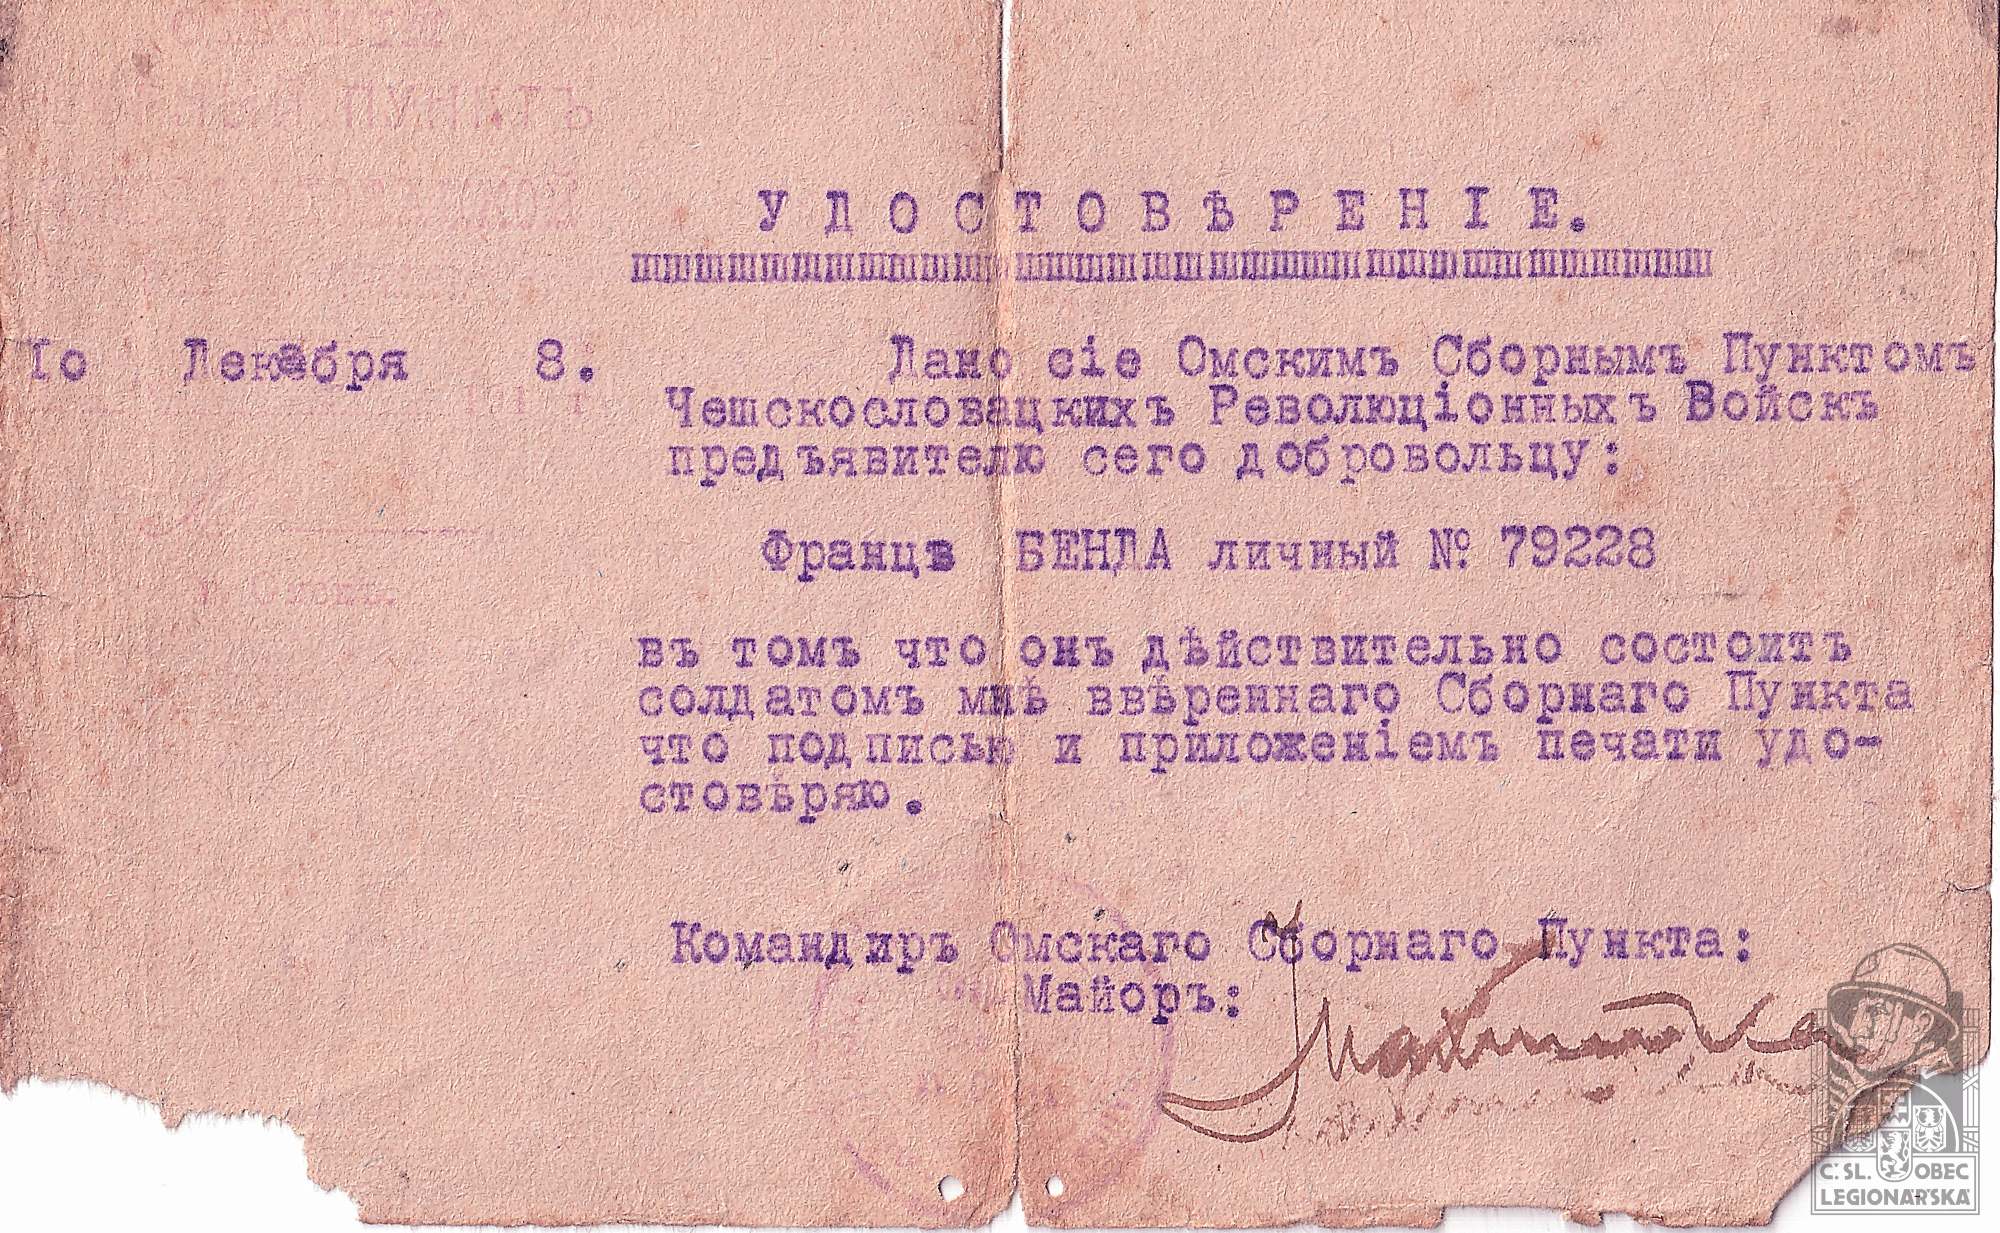 УДОСТОВѢРЕНІЕ.
Iо Декабря 8.
Дано сіе Омскимъ Сборнымъ Пунктомъ
Чешскословацкихъ Революціонныхъ Войскъ
предъявителю сего добровольцу:
Францъ БЕНДА личный № 79228
въ томъ что онъ дѣйствительно состоитъ
солдатомъ мнѣ ввѣреннаго Сборнаго Пункта
что подписью и приложеніемъ печати удо-
стовѣряю.
Командиръ Омскаго Сборнаго Пункта:
Майоръ:
г. Омскъ.
Č. SL. OBEC
LEGIONÁŘSKÁ